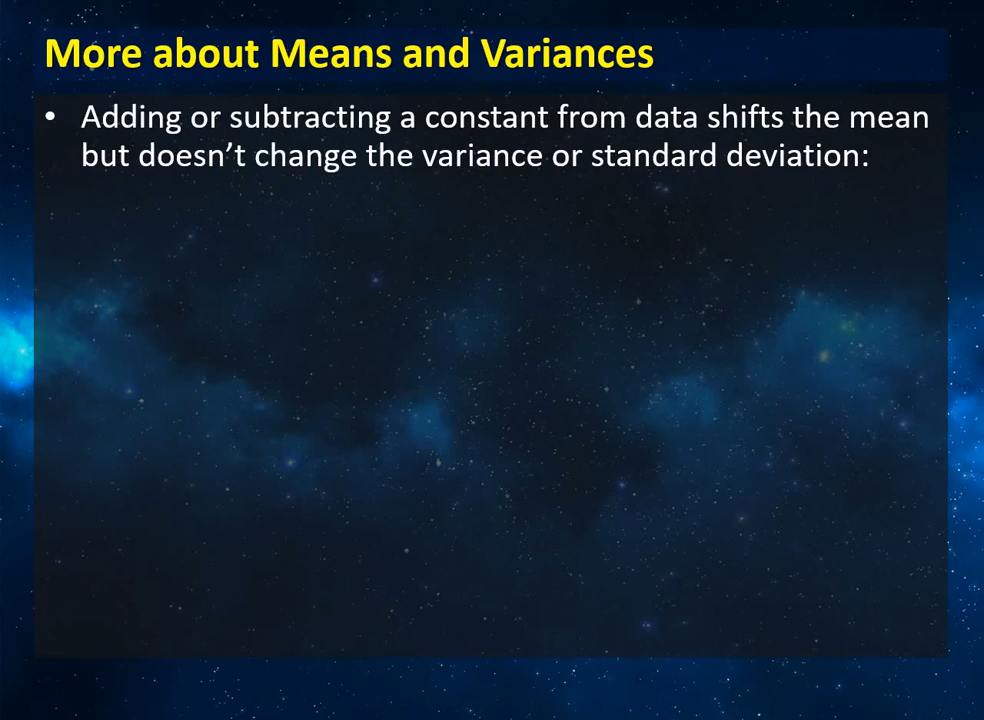 More about Means and Variances
• Adding or subtracting a constant from data shifts the mean
but doesn’t change the variance or standard deviation: